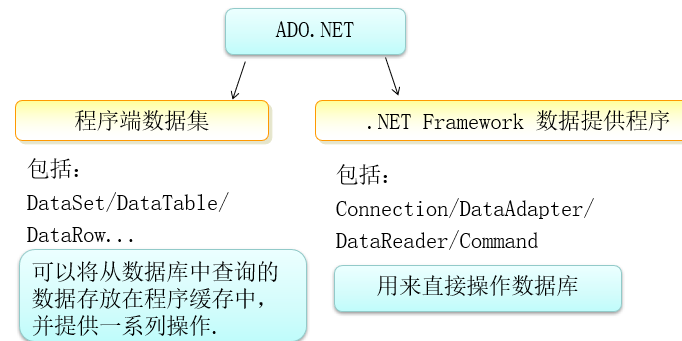 ADO.NET
程序端数据集
.NET Framework 数据提供程序
包括：
DataSet/DataTable/
DataRow...
可以将从数据库中查询的
数据存放在程序缓存中，
并提供一系列操作.
包括：
Connection/DataAdapter/
DataReader/Command
用来直接操作数据库